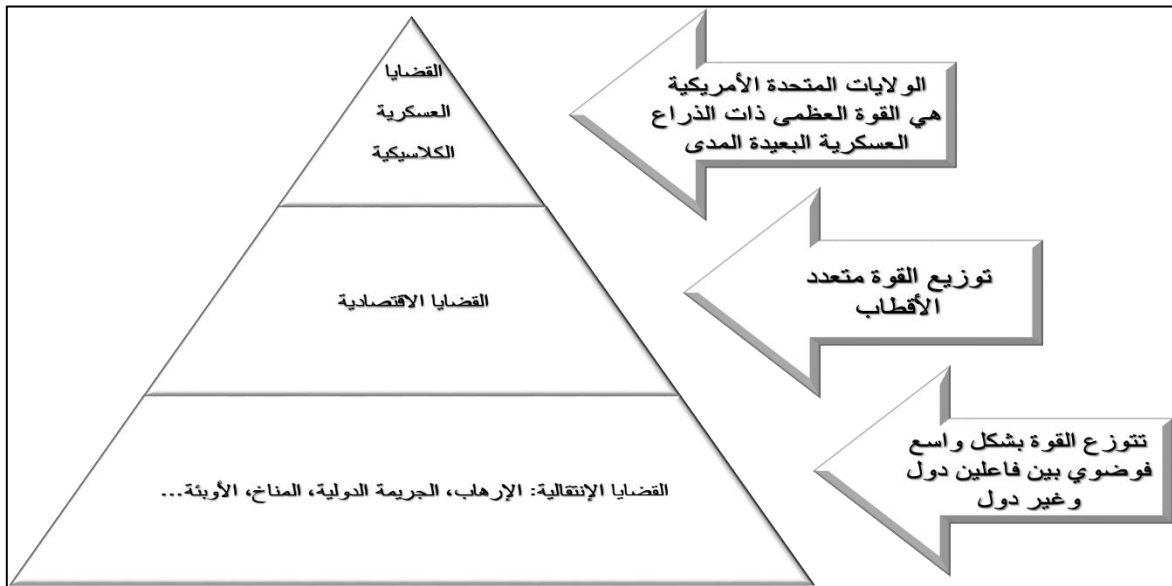 القضايا
العسكرية
الكلاسيكية
الولايات المتحدة الأمريكية
هي القوة العظمى ذات الذراع
العسكرية البعيدة المدى
القضايا الاقتصادية
توزيع القوة متعدد
الأقطاب
القضايا الإنتقالية: الإرهاب، الجريمة الدولية، المناخ، الأوبئة...
تتوزع القوة بشكل واسع
فوضوي بين فاعلين دول
وغير دول